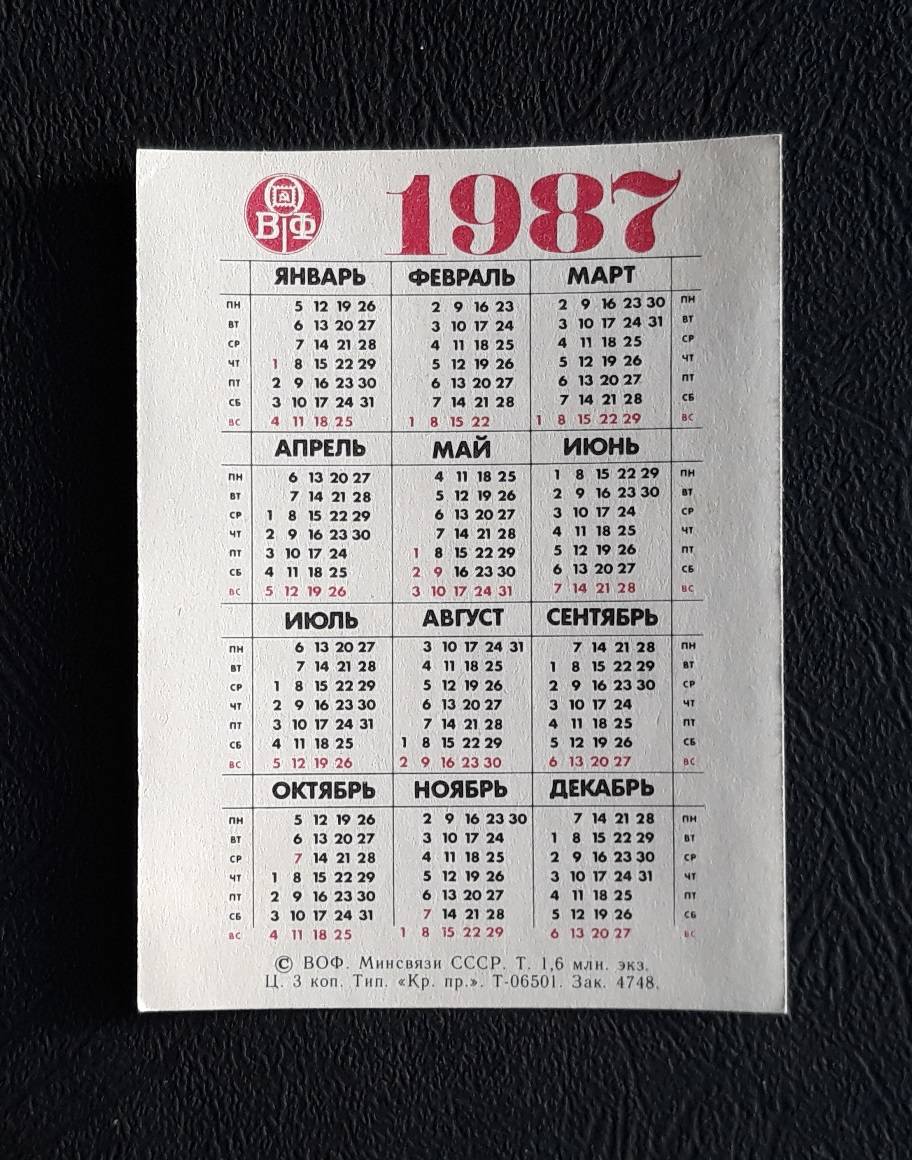 ВФ 1987
ЯНВАРЬ ФЕВРАЛЬ МАРТ
ПН 5 12 19 26 2 9 16 23 2 9 16 23 30 ПН
ВТ 6 13 20 27 3 10 17 24 3 10 17 24 31 ВТ
СР 7 14 21 28 4 11 18 25 4 11 18 25 СР
ЧТ 1 8 15 22 29 5 12 19 26 5 12 19 26 ЧТ
ПТ 2 9 16 23 30 6 13 20 27 6 13 20 27 ПТ
СБ 3 10 17 24 31 7 14 21 28 7 14 21 28 СБ
ВС 4 11 18 25 1 8 15 22 1 8 15 22 29 ВС
АПРЕЛЬ МАЙ ИЮНЬ
ПН 6 13 20 27 4 11 18 25 1 8 15 22 29 ПН
ВТ 7 14 21 28 5 12 19 26 2 9 16 23 30 ВТ
СР 1 8 15 22 29 6 13 20 27 3 10 17 24 СР
ЧТ 2 9 16 23 30 7 14 21 28 4 11 18 25 ЧТ
ПТ 3 10 17 24 1 8 15 22 29 5 12 19 26 ПТ
СБ 4 11 18 25 2 9 16 23 30 6 13 20 27 СБ
ВС 5 12 19 26 3 10 17 24 31 7 14 21 28 ВС
ИЮЛЬ АВГУСТ СЕНТЯБРЬ
ПН 6 13 20 27 3 10 17 24 31 7 14 21 28 ПН
ВТ 7 14 21 28 4 11 18 25 1 8 15 22 29 ВТ
СР 1 8 15 22 29 5 12 19 26 2 9 16 23 30 СР
ЧТ 2 9 16 23 30 6 13 20 27 3 10 17 24 ЧТ
ПТ 3 10 17 24 31 7 14 21 28 4 11 18 25 ПТ
СБ 4 11 18 25 1 8 15 22 29 5 12 19 26 СБ
ВС 5 12 19 26 2 9 16 23 30 6 13 20 27 ВС
ОКТЯБРЬ НОЯБРЬ ДЕКАБРЬ
ПН 5 12 19 26 2 9 16 23 30 7 14 21 28 ПН
ВТ 6 13 20 27 3 10 17 24 1 8 15 22 29 ВТ
СР 7 14 21 28 4 11 18 25 2 9 16 23 30 СР
ЧТ 1 8 15 22 29 5 12 19 26 3 10 17 24 31 ЧТ
ПТ 2 9 16 23 30 6 13 20 27 4 11 18 25 ПТ
СБ 3 10 17 24 31 7 14 21 28 5 12 19 26 СБ
ВС 4 11 18 25 1 8 15 22 29 6 13 20 27 ВС
© ВОФ. Минсвязи СССР. Т. 1,6 млн. экз.
Ц. 3 коп. Тип. «Кр. пр.». Т-06501. Зак. 4748.